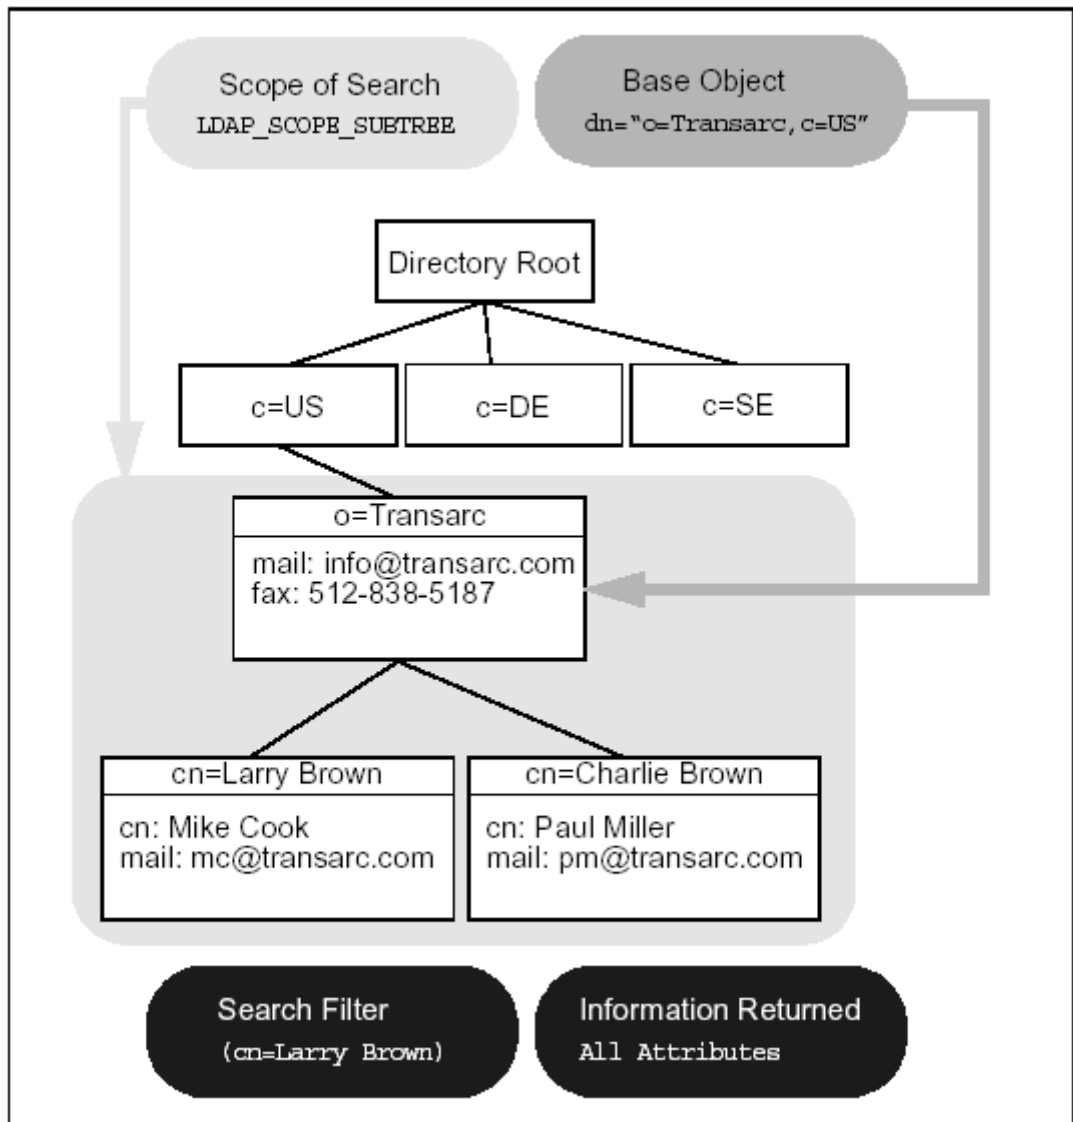 Scope of Search
LDAP_SCOPE_SUBTREE
Base Object
dn=“o=Transarc,c=US”
Directory Root
c=US
c=DE
c=SE
o=Transarc
mail: info@transarc.com
fax: 512-838-5187
cn=Larry Brown
cn: Mike Cook
mail: mc@transarc.com
cn=Charlie Brown
cn: Paul Miller
mail: pm@transarc.com
Search Filter
(cn=Larry Brown)
Information Returned
All Attributes